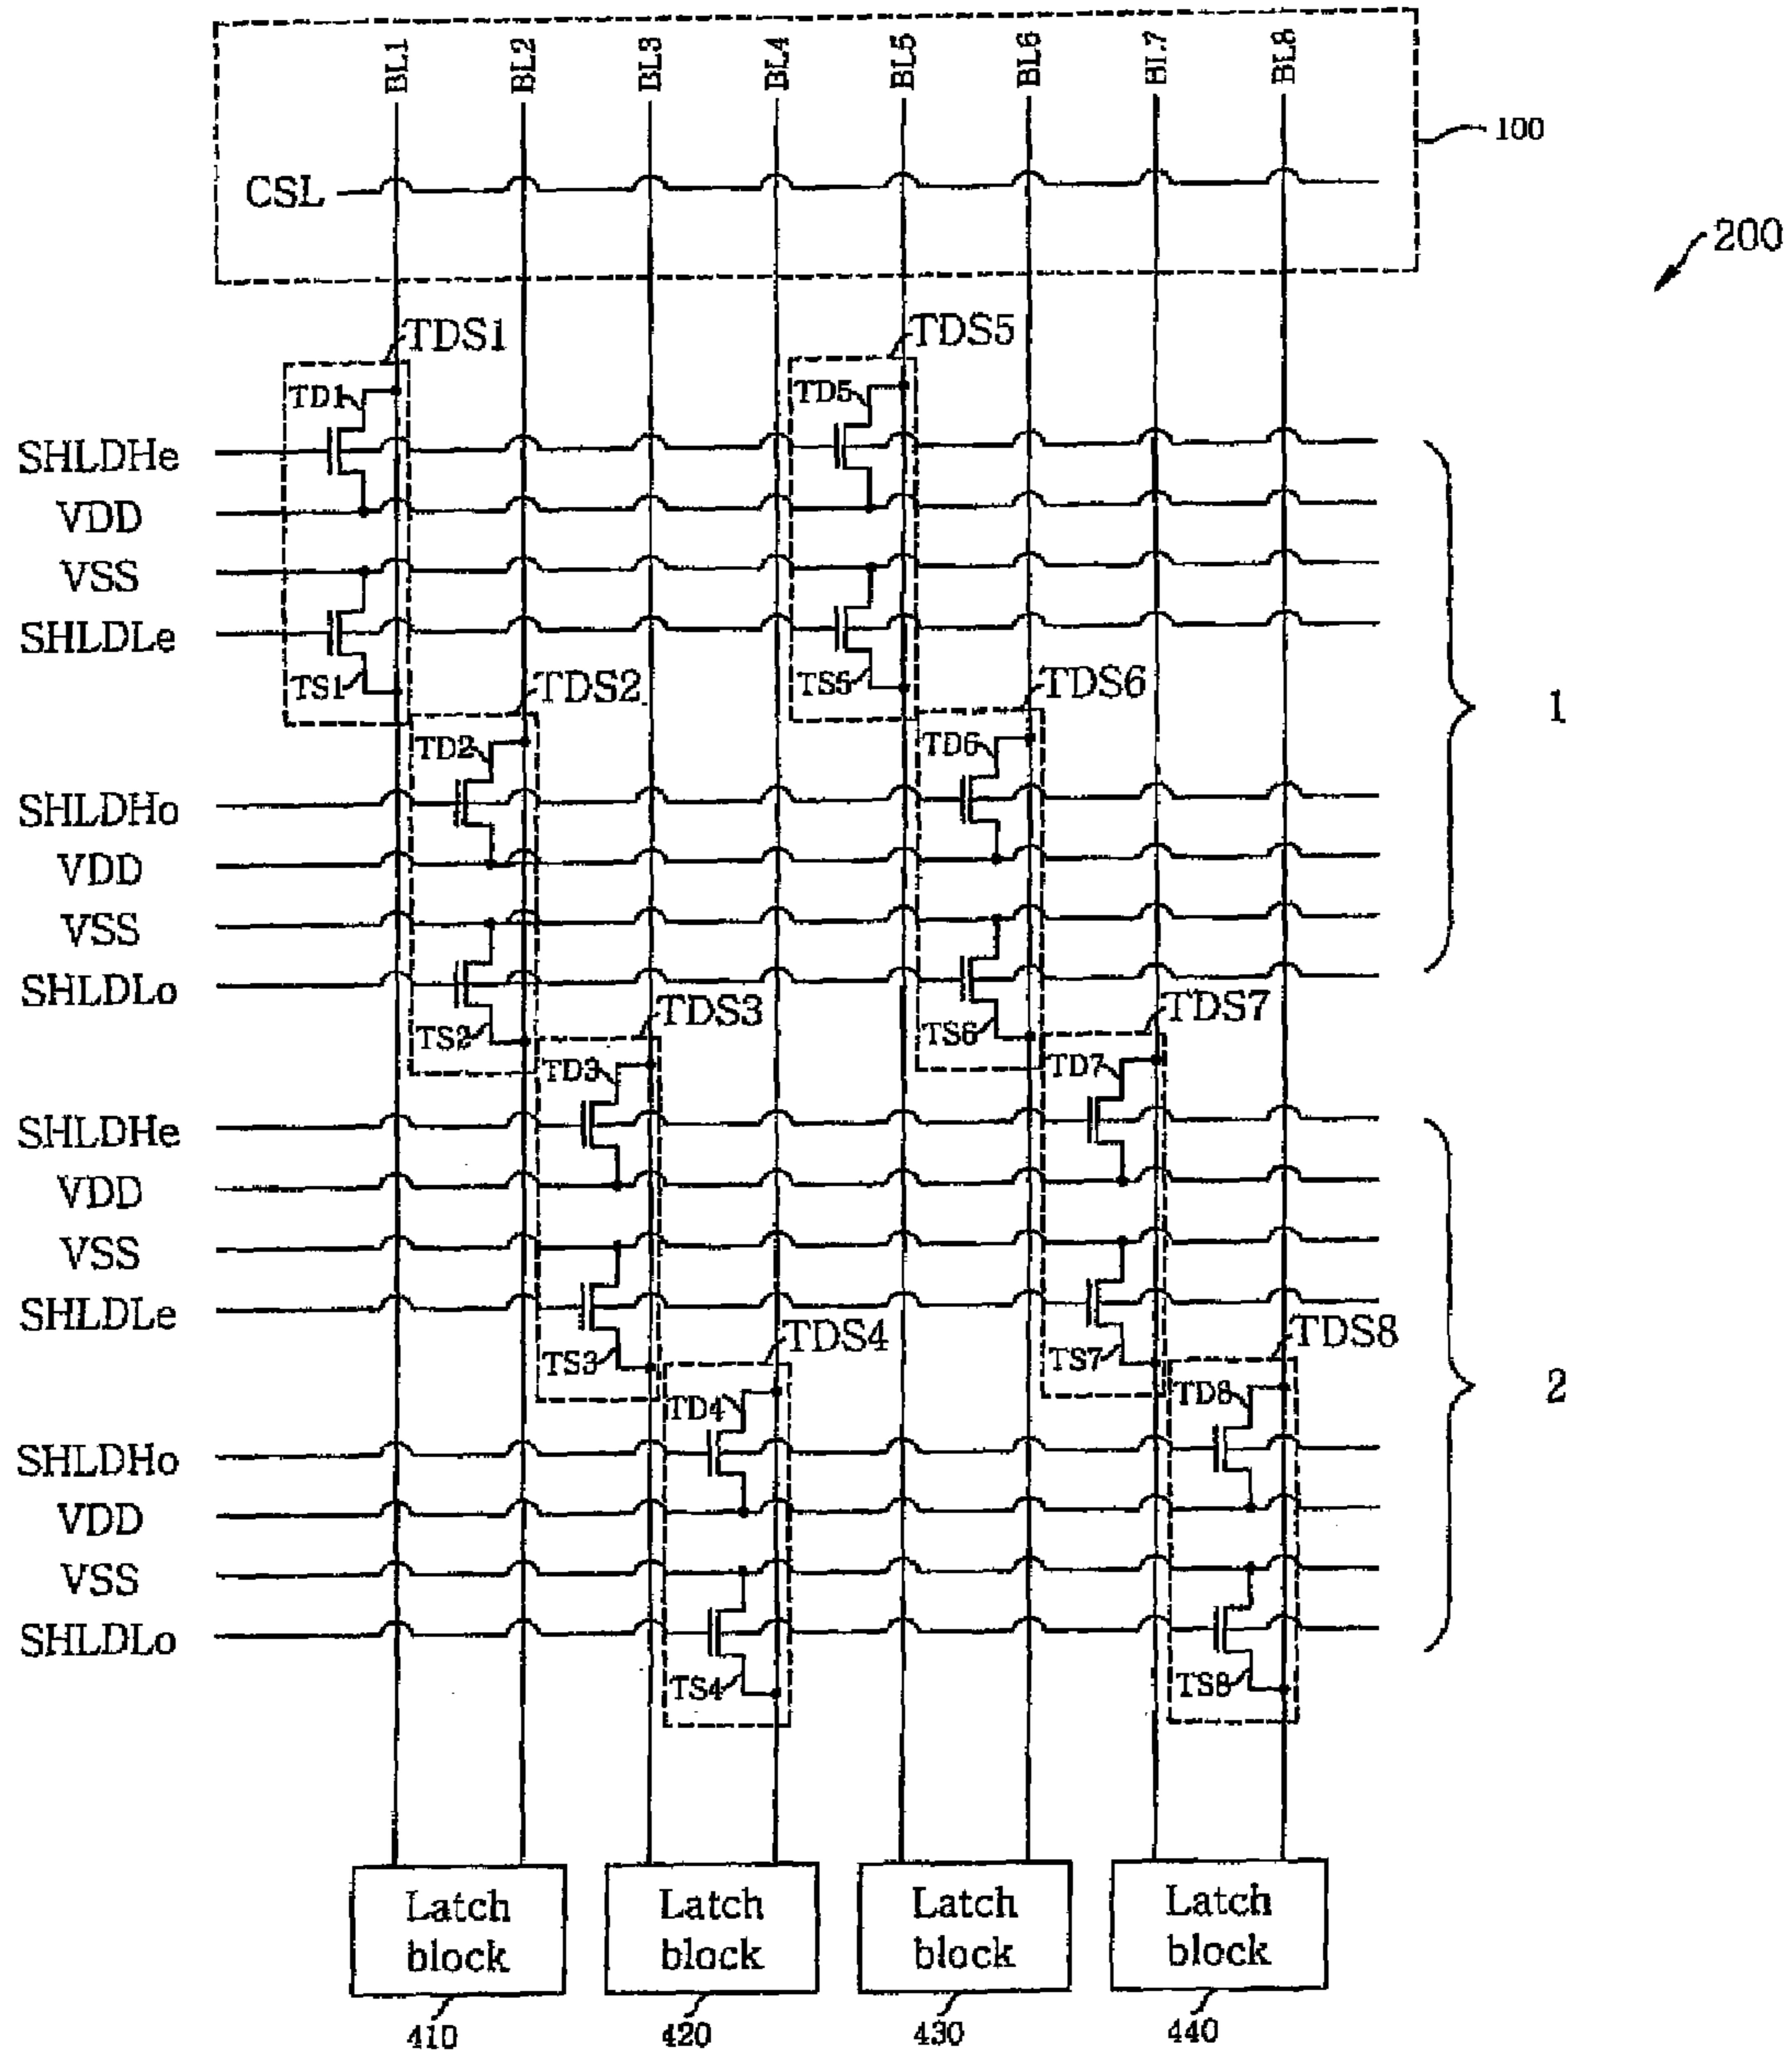 BL1 BL2 BL3 BL4 BL5 BL6 BL7 BL8
100
CSL
200
TDS1 TDS5
TD1 TD5
SHLDHe
VDD
VSS
SHLDLe
TS1 TS5
TDS2 TDS6
1
TD2 TD6
SHLDHo
VDD
VSS
SHLDLo
TDS3 TDS7
TS2 TS6
TD3 TD7
SHLDHe
VDD
VSS
SHLDLe
TDS4 TDS8
TS3 TS7
2
TD4 TD8
SHLDHo
VDD
VSS
SHLDLo
TS4 TS8
Latch block Latch block Latch block Latch block
410 420 430 440